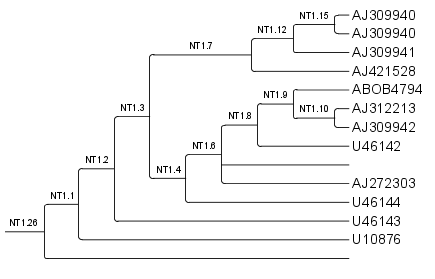 NT1.15
AJ309940
NT1.12
AJ309940
NT1.7
AJ309941
AJ421528
NT1.9
ABOB4794
NT1.3
NT1.10
AJ312213
NT1.8
AJ309942
NT1.6
U46142
NT1.2
NT1.4
AJ272303
NT1.1
U46144
NT1.26
U46143
U10876